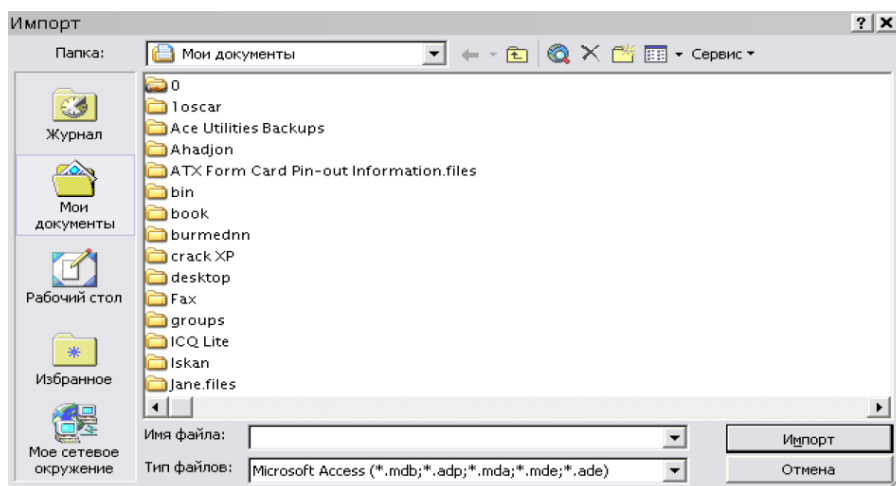 Импорт
Папка:
Мои документы
Сервис
Журнал
Мои
документы
Рабочий стол
Избранное
Мое сетевое
окружение
0
1oscar
Ace Utilities Backups
Ahadjon
ATX Form Card Pin-out Information.files
bin
book
burmednn
crack XP
desktop
Fax
groups
ICQ Lite
Iskan
Jane.files
Имя файла:
Импорт
Тип файлов:
Microsoft Access (*.mdb;*.adp;*.mda;*.mde;*.ade)
Отмена